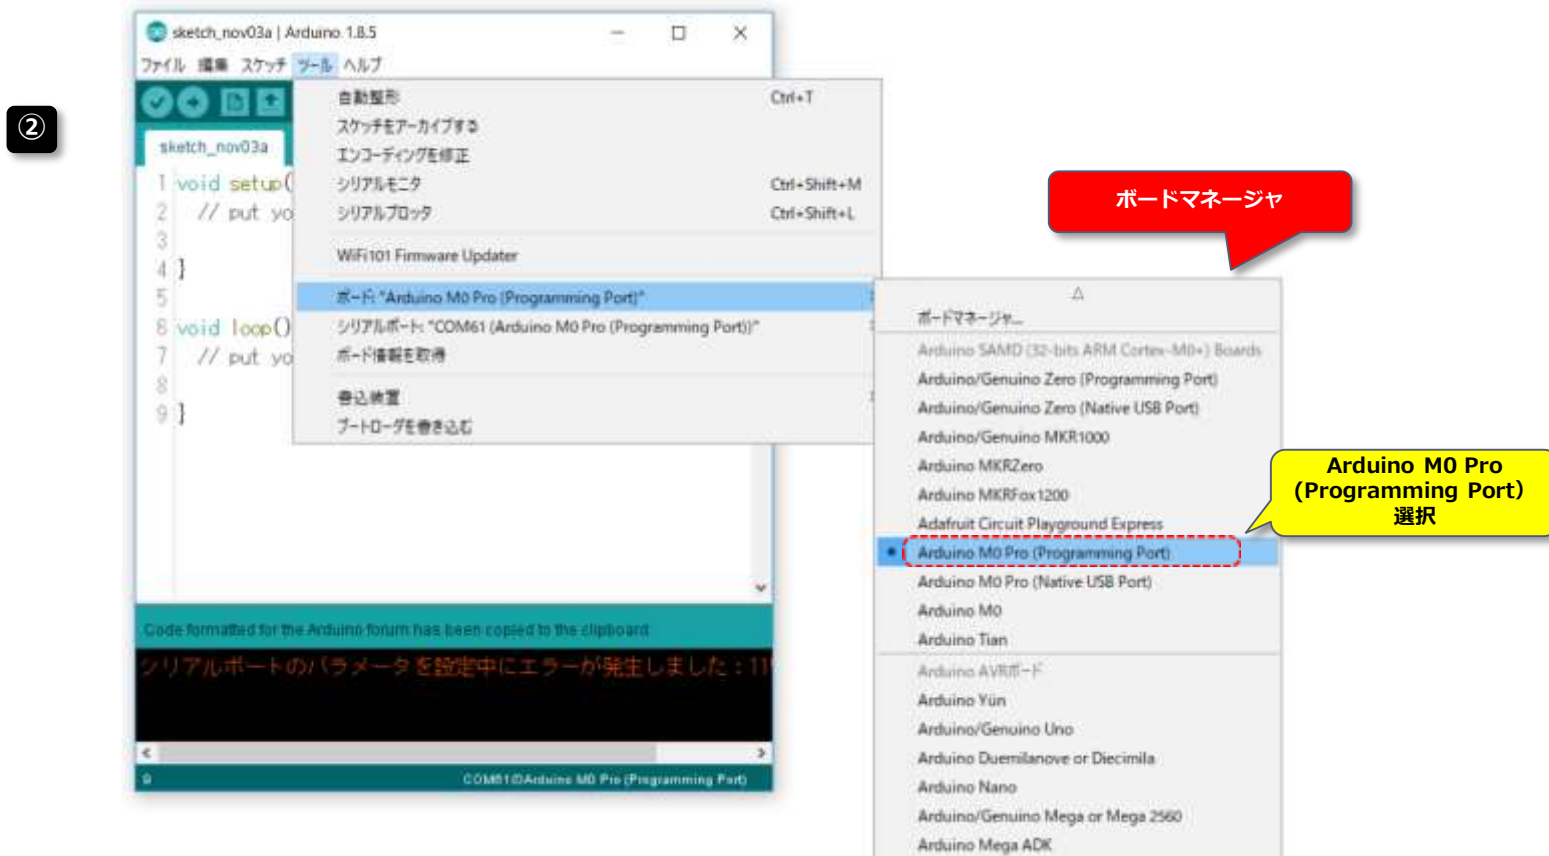 ②
sketch_nov03a | Arduino 1.8.5
ファイル 編集 スケッチ ツール ヘルプ
sketch_nov03a
1 void setup(
2 // put yo
3
4 }
5
6 void loop()
7 // put yo
8
9 }
自動整形 Ctrl+T
スケッチをアーカイブする
エンコーディングを修正
シリアルモニタ Ctrl+Shift+M
シリアルプロッタ Ctrl+Shift+L
WiFi101 Firmware Updater
ボード: "Arduino M0 Pro (Programming Port)"
シリアルポート: "COM61 (Arduino M0 Pro (Programming Port))"
ボード情報を取得
書込装置
ブートローダを書き込む
ボードマネージャ
ボードマネージャ...
Arduino SAMD (32-bits ARM Cortex-M0+) Boards
Arduino/Genuino Zero (Programming Port)
Arduino/Genuino Zero (Native USB Port)
Arduino/Genuino MKR1000
Arduino MKRZero
Arduino MKRFox1200
Adafruit Circuit Playground Express
Arduino M0 Pro (Programming Port)
Arduino M0 Pro (Native USB Port)
Arduino M0
Arduino Tian
Arduino AVRボード
Arduino Yún
Arduino/Genuino Uno
Arduino Duemilanove or Diecimila
Arduino Nano
Arduino/Genuino Mega or Mega 2560
Arduino Mega ADK
Arduino M0 Pro
(Programming Port)
選択
Code formatted for the Arduino forum has been copied to the clipboard
シリアルポートのパラメータを設定中にエラーが発生しました：11
9 COM61のArduino M0 Pro (Programming Port)